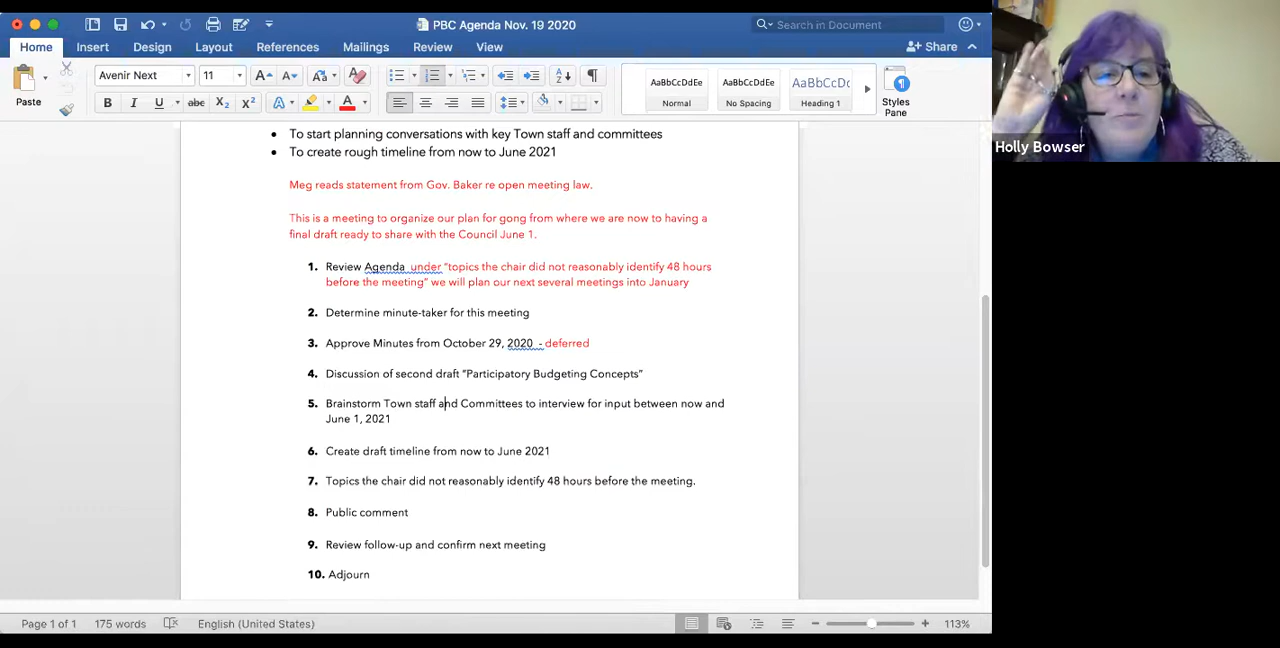 PBC Agenda Nov. 19 2020
Search in Document
Home Insert Design Layout References Mailings Review View
Share
Paste
Avenir Next 11
B I U abc X2 X2 A A
AaBbCcDdEe AaBbCcDdEe AaBbCcDc
Normal No Spacing Heading 1
Styles
Pane
Holly Bowser
• To start planning conversations with key Town staff and committees
• To create rough timeline from now to June 2021
Meg reads statement from Gov. Baker re open meeting law.
This is a meeting to organize our plan for gong from where we are now to having a
final draft ready to share with the Council June 1.
1. Review Agenda under "topics the chair did not reasonably identify 48 hours
before the meeting" we will plan our next several meetings into January
2. Determine minute-taker for this meeting
3. Approve Minutes from October 29, 2020 - deferred
4. Discussion of second draft "Participatory Budgeting Concepts"
5. Brainstorm Town staff and Committees to interview for input between now and
June 1, 2021
6. Create draft timeline from now to June 2021
7. Topics the chair did not reasonably identify 48 hours before the meeting.
8. Public comment
9. Review follow-up and confirm next meeting
10. Adjourn
Page 1 of 1 175 words English (United States) 113%